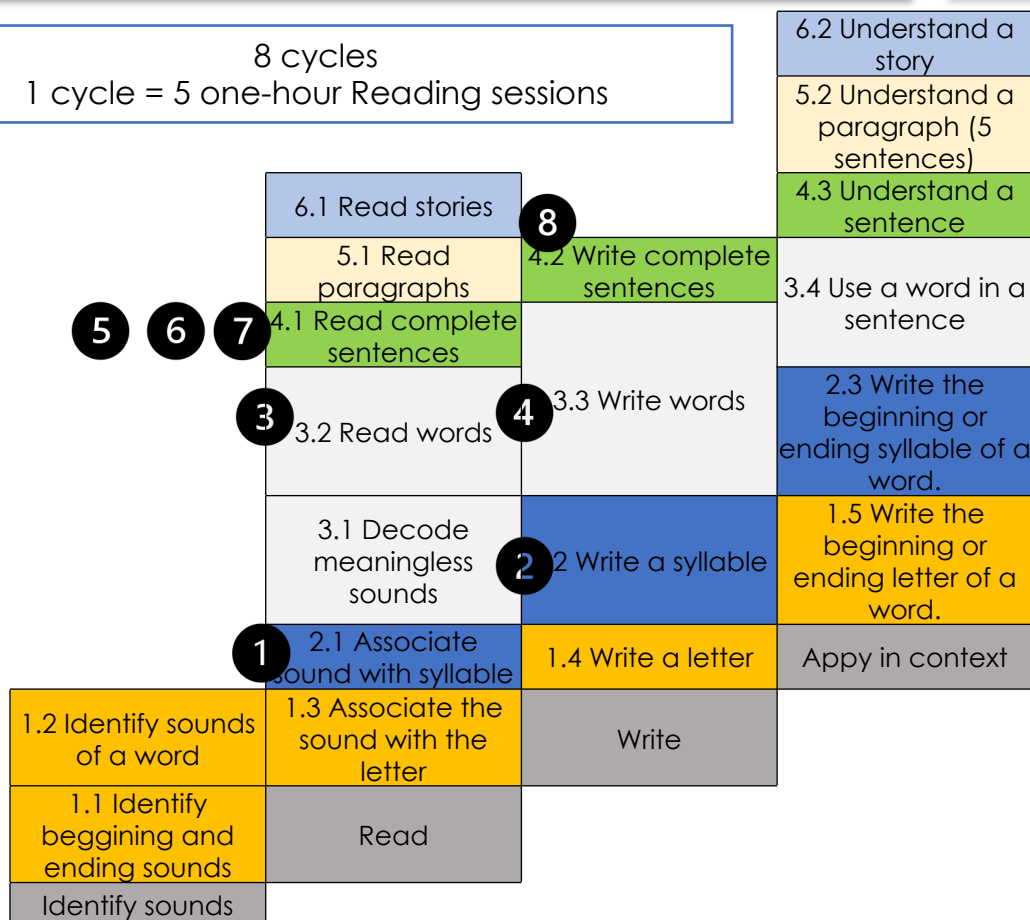 8 cycles
1 cycle = 5 one-hour Reading sessions
6.2 Understand a
story
5.2 Understand a
paragraph (5
sentences)
4.3 Understand a
sentence
3.4 Use a word in a
sentence
2.3 Write the
beginning or
ending syllable of a
word.
1.5 Write the
beginning or
ending letter of a
word.
Appy in context
8
4.2 Write complete
sentences
4
3.3 Write words
2
2 Write a syllable
1.4 Write a letter
Write
6.1 Read stories
5.1 Read
paragraphs
5
6
7
4.1 Read complete
sentences
3
3.2 Read words
3.1 Decode
meaningless
sounds
1
2.1 Associate
sound with syllable
1.3 Associate the
sound with the
letter
Read
1.2 Identify sounds
of a word
1.1 Identify
beggining and
ending sounds
Identify sounds